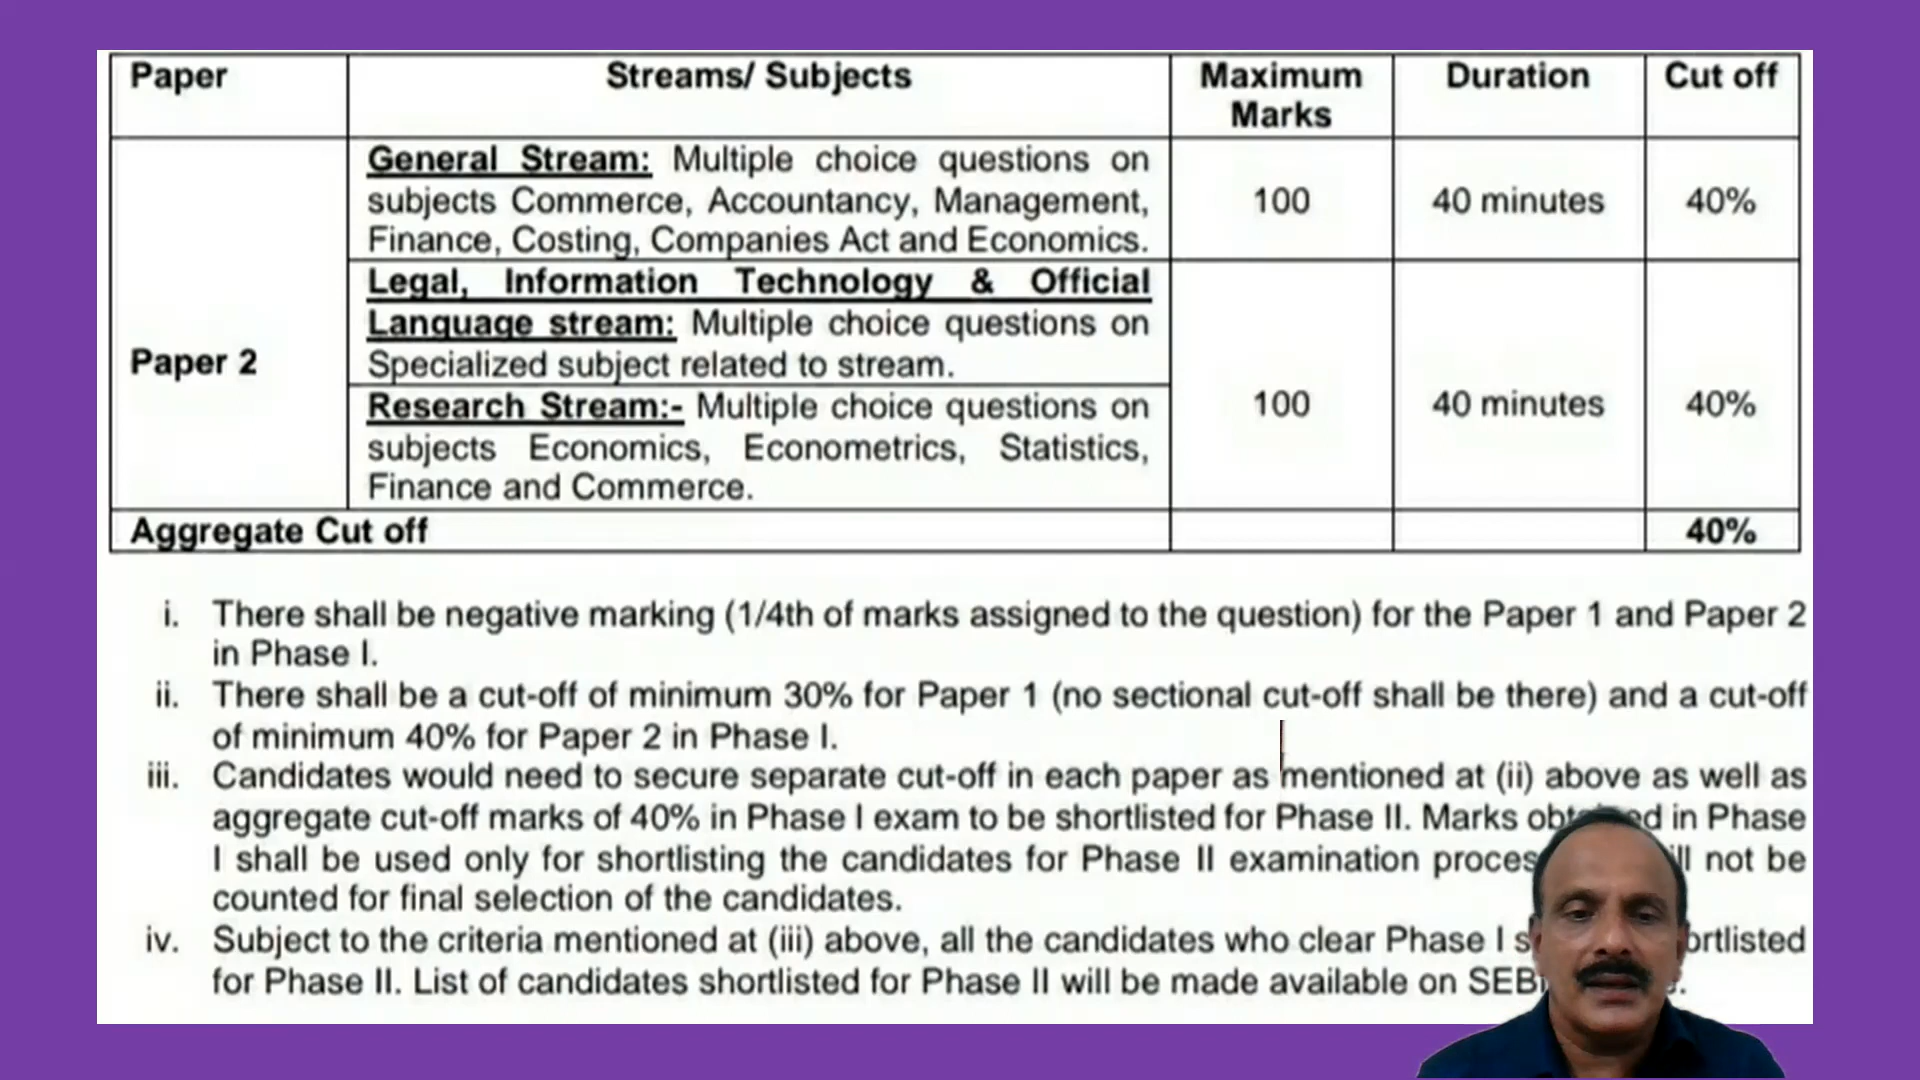 Paper
Streams/ Subjects
Maximum
Marks
Duration
Cut off
Paper 2
General Stream: Multiple choice questions on
subjects Commerce, Accountancy, Management,
Finance, Costing, Companies Act and Economics.
100
40 minutes
40%
Legal, Information Technology & Official
Language stream: Multiple choice questions on
Specialized subject related to stream.
Research Stream:- Multiple choice questions on
subjects Economics, Econometrics, Statistics,
Finance and Commerce.
100
40 minutes
40%
Aggregate Cut off
40%
i. There shall be negative marking (1/4th of marks assigned to the question) for the Paper 1 and Paper 2
in Phase I.
ii. There shall be a cut-off of minimum 30% for Paper 1 (no sectional cut-off shall be there) and a cut-off
of minimum 40% for Paper 2 in Phase I.
iii. Candidates would need to secure separate cut-off in each paper as mentioned at (ii) above as well as
aggregate cut-off marks of 40% in Phase I exam to be shortlisted for Phase II. Marks in Phase
I shall be used only for shortlisting the candidates for Phase II examination not be
counted for final selection of the candidates.
iv. Subject to the criteria mentioned at (iii) above, all the candidates who clear Phase I
for Phase II. List of candidates shortlisted for Phase II will be made available on